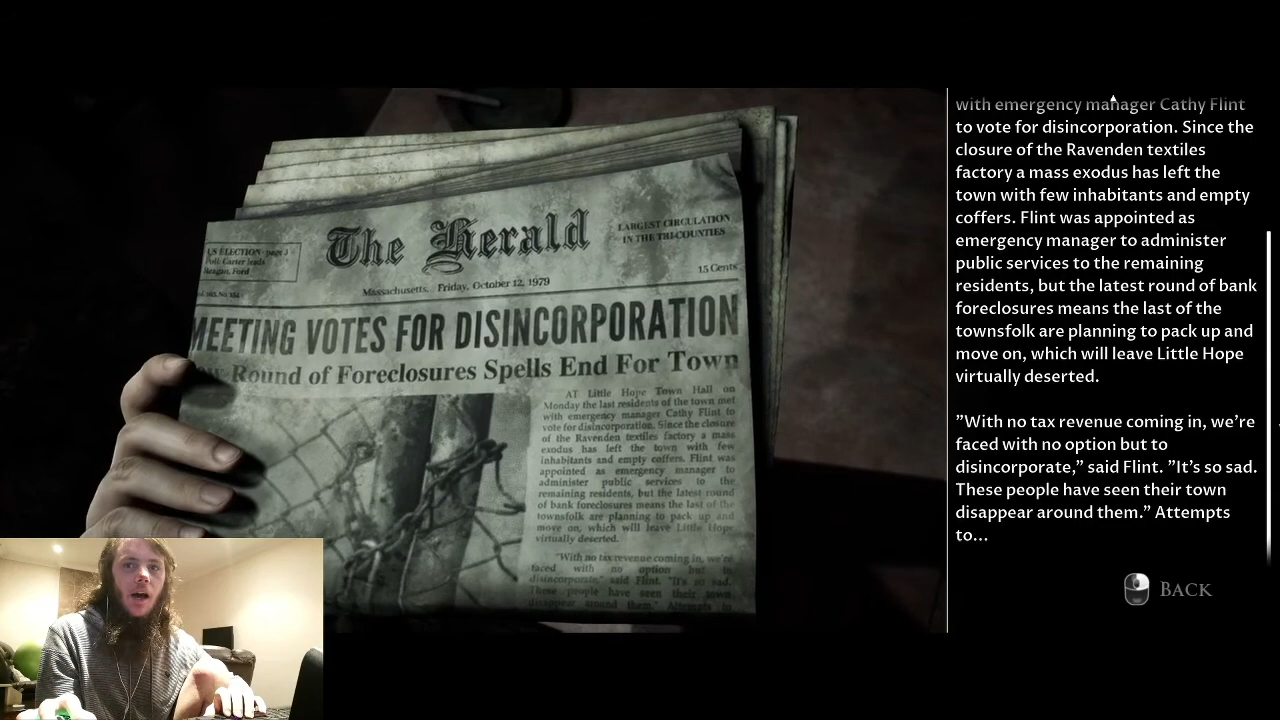 The Herald
LARGEST CIRCULATION
IN THE TRI-COUNTIES
US ELECTION - page 3
Poll: Carter leads
Reagan, Ford
15 Cents
Massachusetts, Friday, October 12, 1979
MEETING VOTES FOR DISINCORPORATION
Round of Foreclosures Spells End For Town
AT Little Hope Town Hall on
Monday the last residents of the town met
with emergency manager Cathy Flint to
vote for disincorporation. Since the closure
of the Ravenden textiles factory a mass
exodus has left the town with few
inhabitants and empty coffers. Flint was
appointed as emergency manager to
administer public services to the
remaining residents, but the latest round
of bank foreclosures means the last of the
townsfolk are planning to pack up and
move on, which will leave Little Hope
virtually deserted.
"With no tax revenue coming in, we're
faced with no option but to
disincorporate," said Flint. "It's so sad.
These people have seen their town
disappear around them." Attempts to
with emergency manager Cathy Flint
to vote for disincorporation. Since the
closure of the Ravenden textiles
factory a mass exodus has left the
town with few inhabitants and empty
coffers. Flint was appointed as
emergency manager to administer
public services to the remaining
residents, but the latest round of bank
foreclosures means the last of the
townsfolk are planning to pack up and
move on, which will leave Little Hope
virtually deserted.
”With no tax revenue coming in, we’re
faced with no option but to
disincorporate,” said Flint. ”It’s so sad.
These people have seen their town
disappear around them.” Attempts
to...
BACK